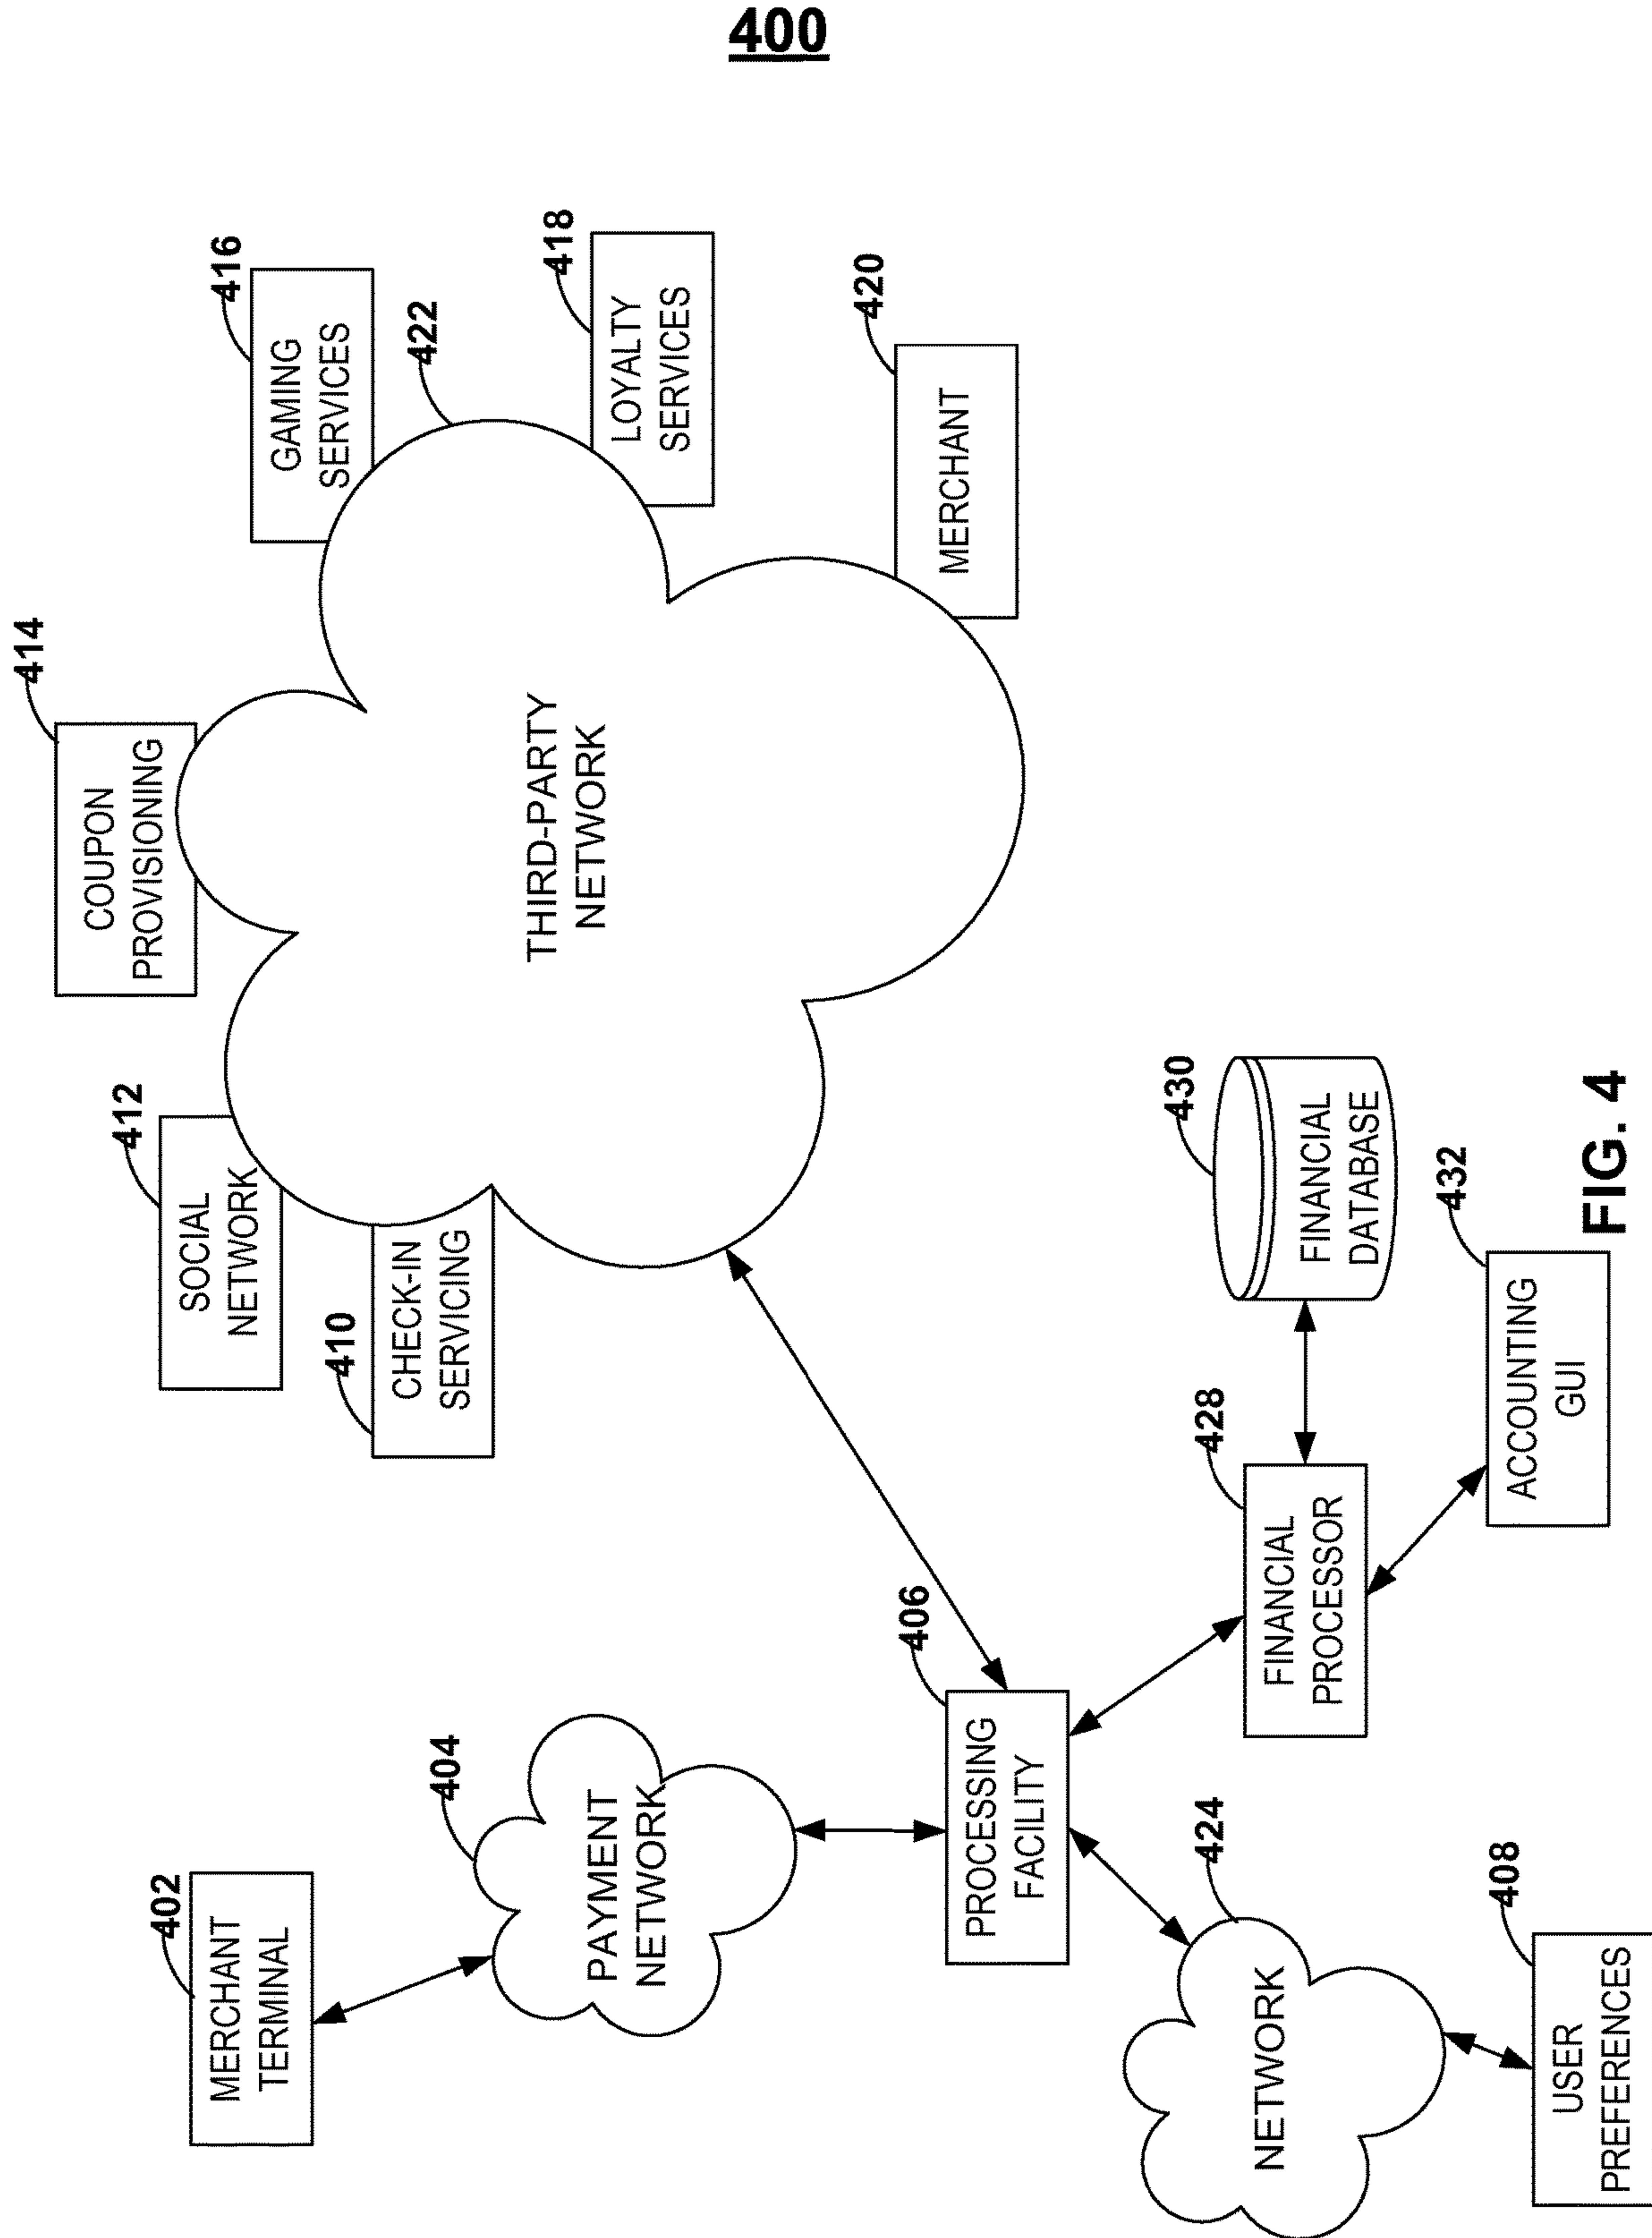 400
402
MERCHANT
TERMINAL
404
PAYMENT
NETWORK
406
PROCESSING
FACILITY
424
NETWORK
408
USER
PREFERENCES
412
SOCIAL
NETWORK
410
CHECK-IN
SERVICING
414
COUPON
PROVISIONING
416
GAMING
SERVICES
422
THIRD-PARTY
NETWORK
418
LOYALTY
SERVICES
420
MERCHANT
428
FINANCIAL
PROCESSOR
430
FINANCIAL
DATABASE
432
ACCOUNTING
GUI
FIG. 4